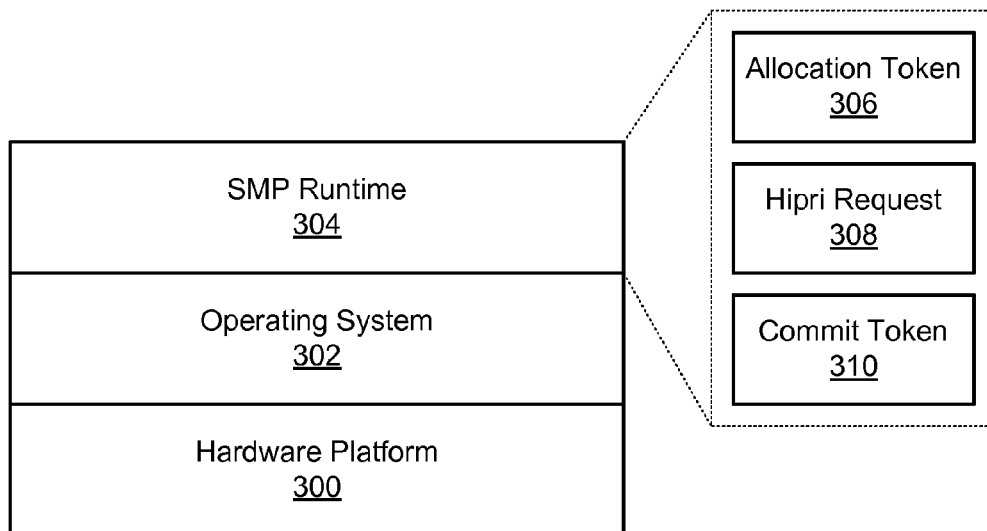 SMP Runtime
304
Operating System
302
Hardware Platform
300
Allocation Token
306
Hipri Request
308
Commit Token
310